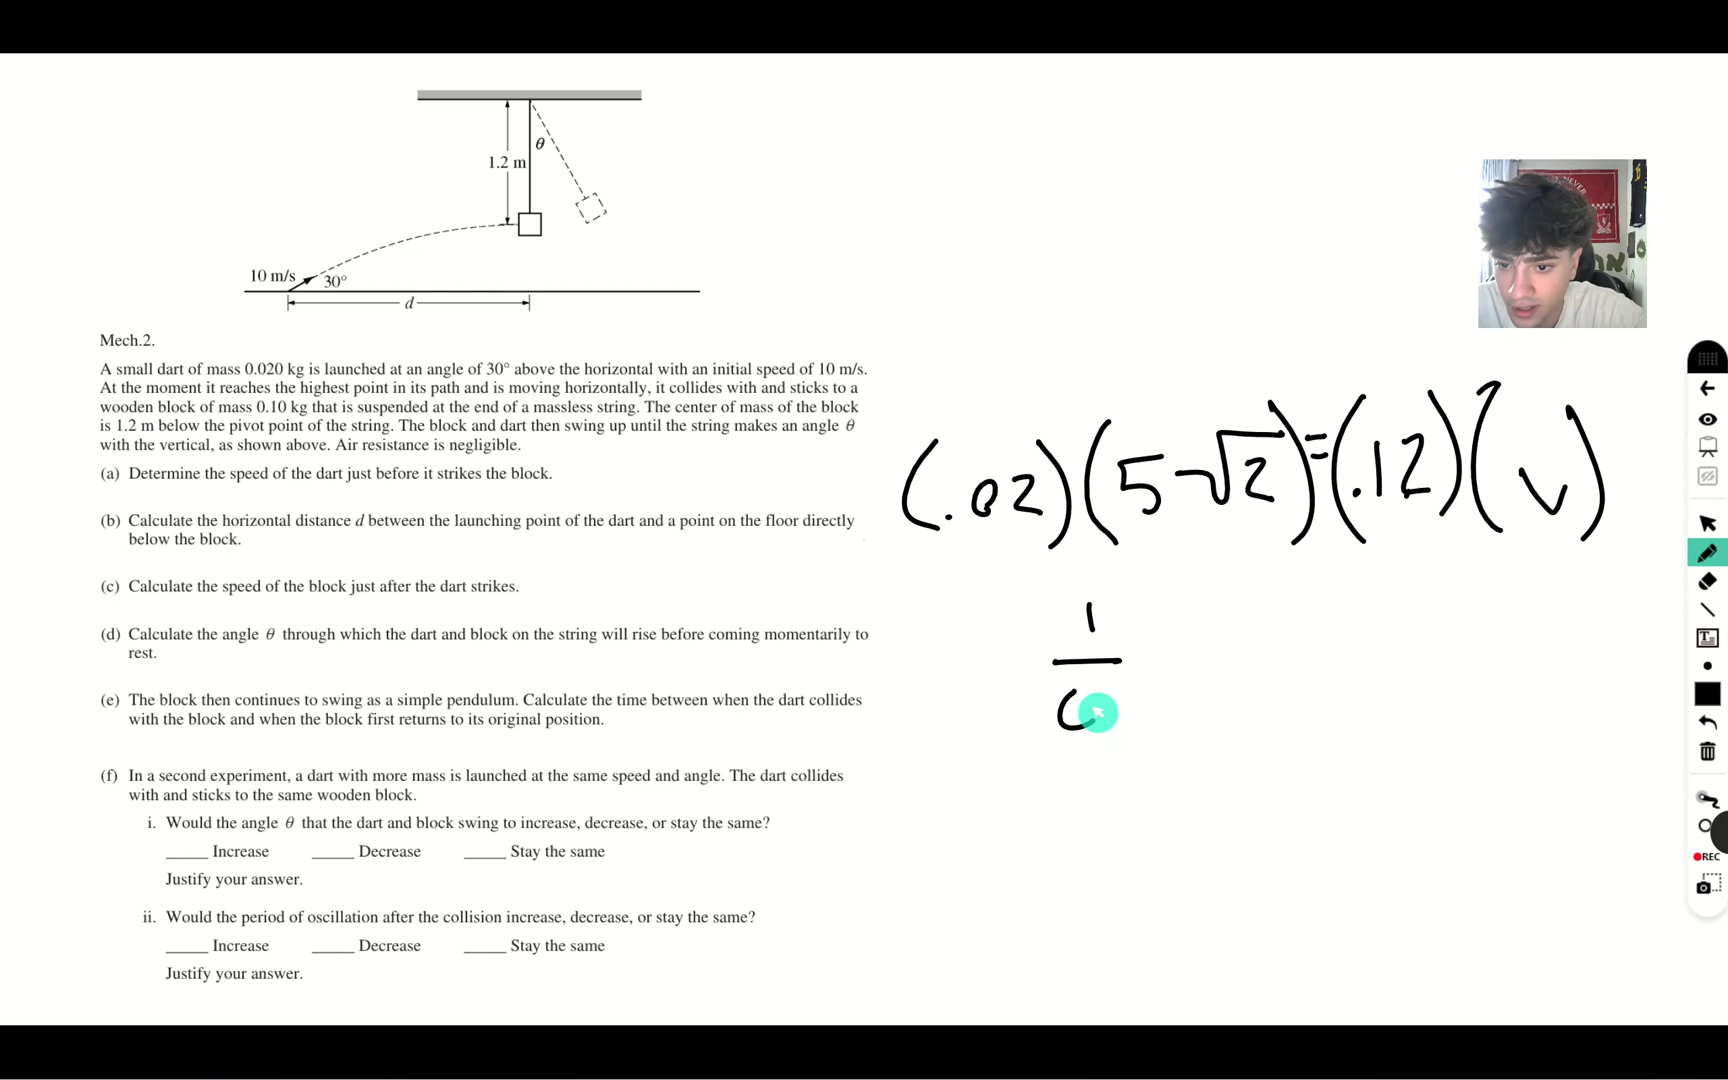 1.2 m
θ
10 m/s
30°
d
Mech.2.
A small dart of mass 0.020 kg is launched at an angle of 30° above the horizontal with an initial speed of 10 m/s.
At the moment it reaches the highest point in its path and is moving horizontally, it collides with and sticks to a
wooden block of mass 0.10 kg that is suspended at the end of a massless string. The center of mass of the block
is 1.2 m below the pivot point of the string. The block and dart then swing up until the string makes an angle θ
with the vertical, as shown above. Air resistance is negligible.
(a) Determine the speed of the dart just before it strikes the block.
(b) Calculate the horizontal distance d between the launching point of the dart and a point on the floor directly
below the block.
(c) Calculate the speed of the block just after the dart strikes.
(d) Calculate the angle θ through which the dart and block on the string will rise before coming momentarily to
rest.
(e) The block then continues to swing as a simple pendulum. Calculate the time between when the dart collides
with the block and when the block first returns to its original position.
(f) In a second experiment, a dart with more mass is launched at the same speed and angle. The dart collides
with and sticks to the same wooden block.
i. Would the angle θ that the dart and block swing to increase, decrease, or stay the same?
_____ Increase _____ Decrease _____ Stay the same
Justify your answer.
ii. Would the period of oscillation after the collision increase, decrease, or stay the same?
_____ Increase _____ Decrease _____ Stay the same
Justify your answer.
(.02)(5√2)=(.12)(v)
1
NEVER
T
REC